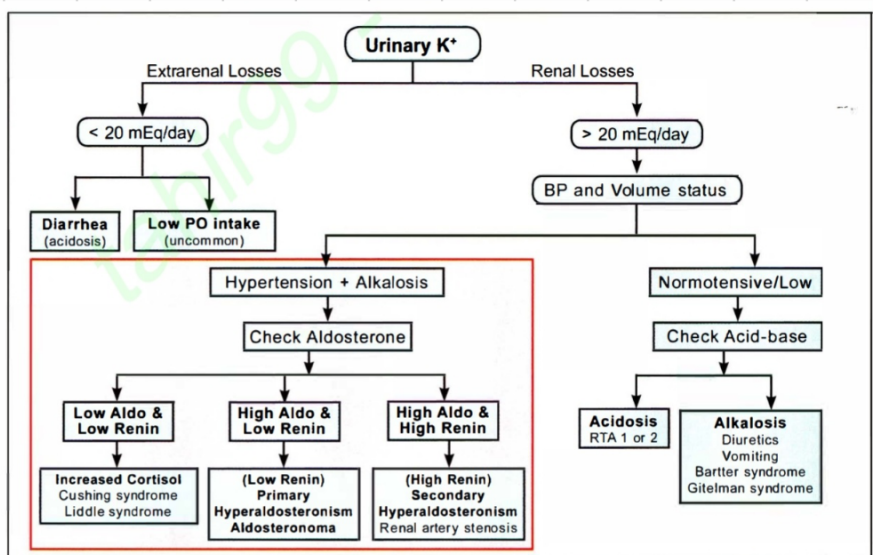 Urinary K+
Extrarenal Losses
Renal Losses
< 20 mEq/day
> 20 mEq/day
BP and Volume status
Diarrhea
(acidosis)
Low PO intake
(uncommon)
Hypertension + Alkalosis
Normotensive/Low
Check Aldosterone
Check Acid-base
Low Aldo &
Low Renin
High Aldo &
Low Renin
High Aldo &
High Renin
Acidosis
RTA 1 or 2
Alkalosis
Diuretics
Vomiting
Bartter syndrome
Gitelman syndrome
Increased Cortisol
Cushing syndrome
Liddle syndrome
(Low Renin)
Primary
Hyperaldosteronism
Aldosteronoma
(High Renin)
Secondary
Hyperaldosteronism
Renal artery stenosis
tahir99 -